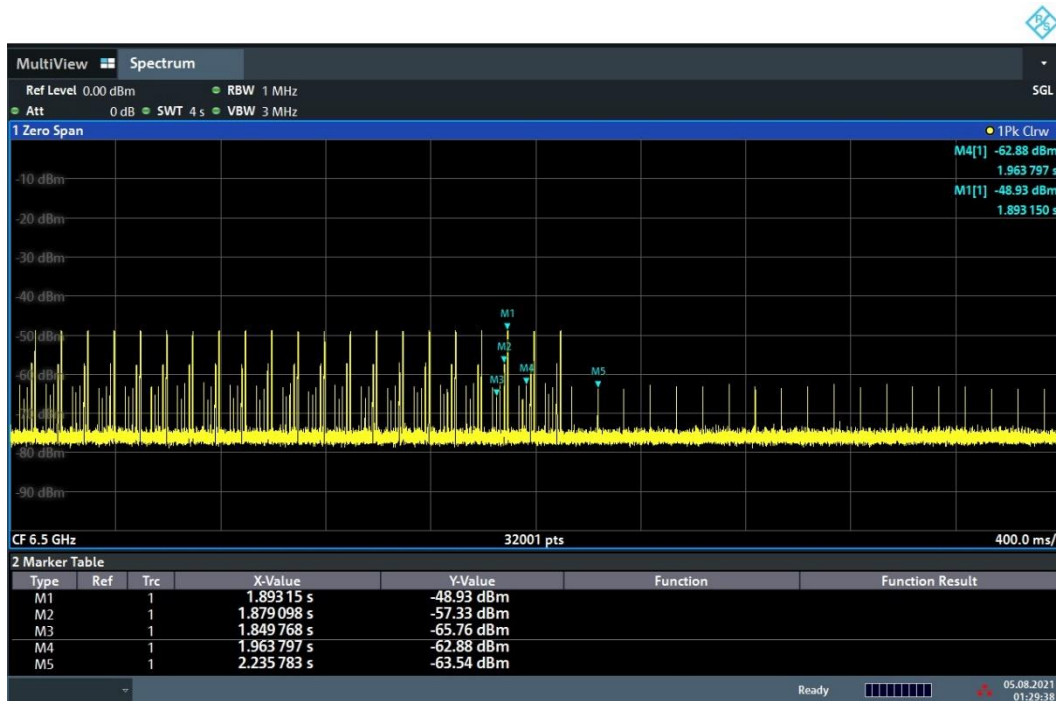 R S
MultiView Spectrum
Ref Level 0.00 dBm RBW 1 MHz SGL
Att 0 dB SWT 4 s VBW 3 MHz
1 Zero Span 1Pk Clrw
M4[1] -62.88 dBm
1.963 797 s
-10 dBm
M1[1] -48.93 dBm
1.893 150 s
-20 dBm
-30 dBm
-40 dBm
M1
-50 dBm
M2
M4
M5
-60 dBm
M3
-70 dBm
-80 dBm
-90 dBm
CF 6.5 GHz 32001 pts 400.0 ms/
2 Marker Table
Type Ref Trc X-Value Y-Value Function Function Result
M1 1 1.893 15 s -48.93 dBm
M2 1 1.879 098 s -57.33 dBm
M3 1 1.849 768 s -65.76 dBm
M4 1 1.963 797 s -62.88 dBm
M5 1 2.235 783 s -63.54 dBm
Ready 05.08.2021
01:29:38